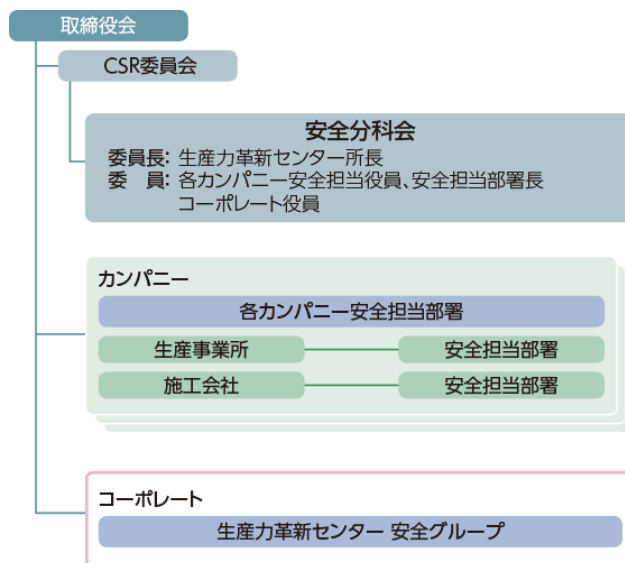 取締役会
CSR委員会
安全分科会
委員長: 生産力革新センター所長
委　員: 各カンパニー安全担当役員、安全担当部署長
コーポレート役員
カンパニー
各カンパニー安全担当部署
生産事業所 安全担当部署
施工会社 安全担当部署
コーポレート
生産力革新センター 安全グループ